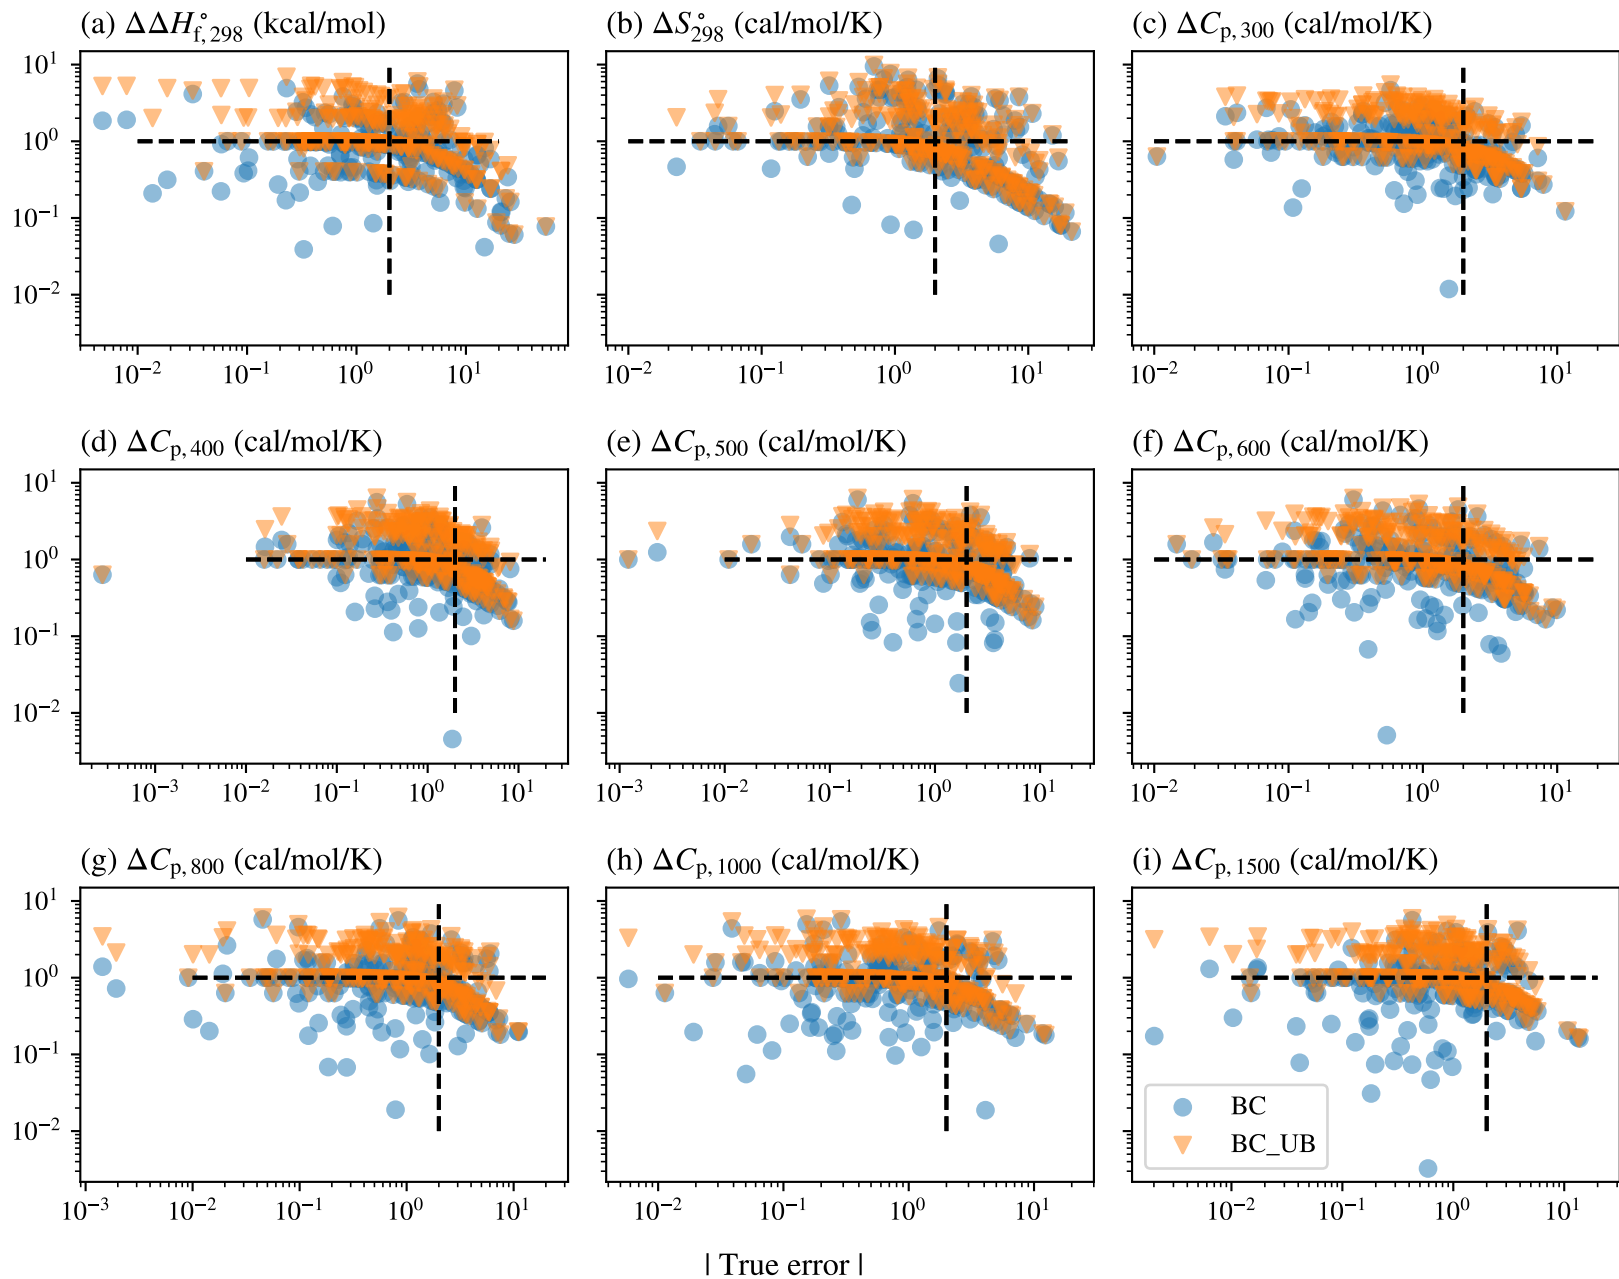 (a) ΔΔH°f,298 (kcal/mol)
(b) ΔS°298 (cal/mol/K)
(c) ΔCp,300 (cal/mol/K)
10¹
10⁰
10⁻¹
10⁻²
10⁻² 10⁻¹ 10⁰ 10¹
10⁻² 10⁻¹ 10⁰ 10¹
10⁻² 10⁻¹ 10⁰ 10¹
(d) ΔCp,400 (cal/mol/K)
(e) ΔCp,500 (cal/mol/K)
(f) ΔCp,600 (cal/mol/K)
10¹
10⁰
10⁻¹
10⁻²
10⁻³ 10⁻² 10⁻¹ 10⁰ 10¹
10⁻³ 10⁻² 10⁻¹ 10⁰ 10¹
10⁻² 10⁻¹ 10⁰ 10¹
(g) ΔCp,800 (cal/mol/K)
(h) ΔCp,1000 (cal/mol/K)
(i) ΔCp,1500 (cal/mol/K)
10¹
10⁰
10⁻¹
10⁻²
BC
BC_UB
10⁻³ 10⁻² 10⁻¹ 10⁰ 10¹
10⁻² 10⁻¹ 10⁰ 10¹
10⁻² 10⁻¹ 10⁰ 10¹
| True error |